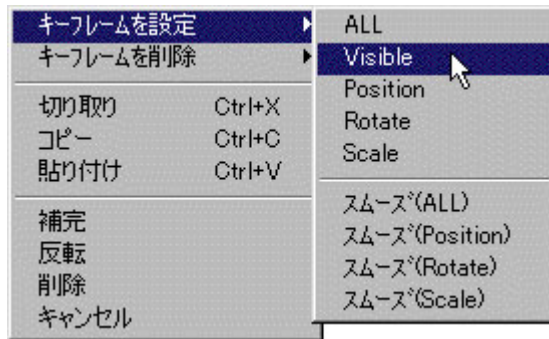 キーフレームを設定
キーフレームを削除
切り取り Ctrl+X
コピー Ctrl+C
貼り付け Ctrl+V
補完
反転
削除
キャンセル
ALL
Visible
Position
Rotate
Scale
スムーズ(ALL)
スムーズ(Position)
スムーズ(Rotate)
スムーズ(Scale)